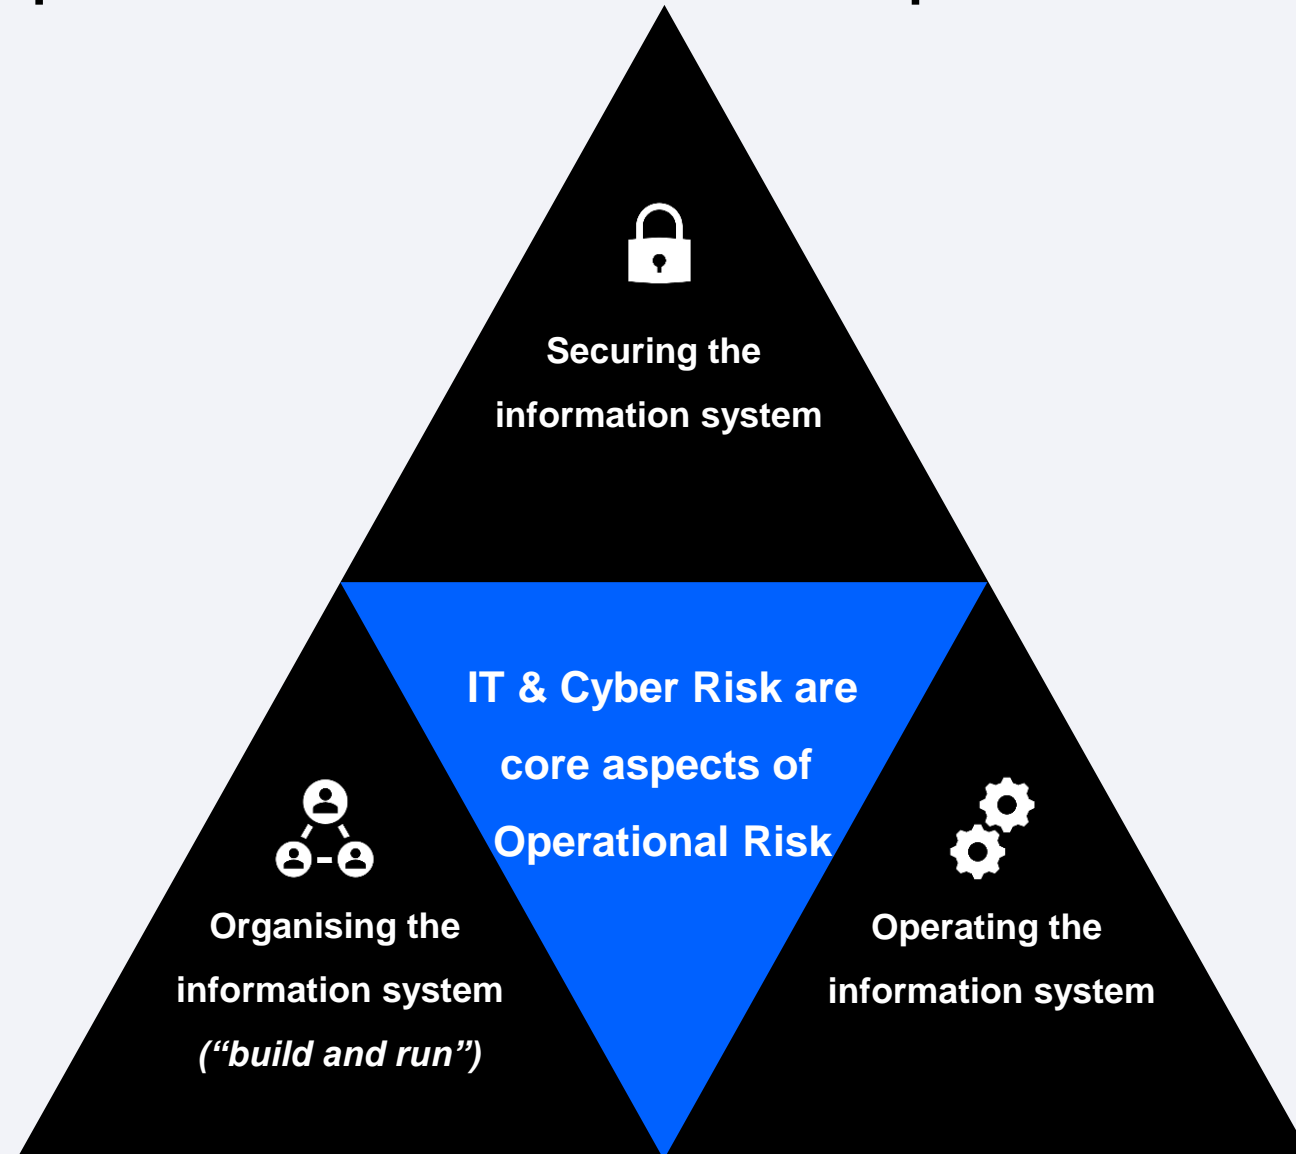 Securing the
information system
IT & Cyber Risk are
core aspects of
Operational Risk
Organising the
information system
(“build and run”)
Operating the
information system